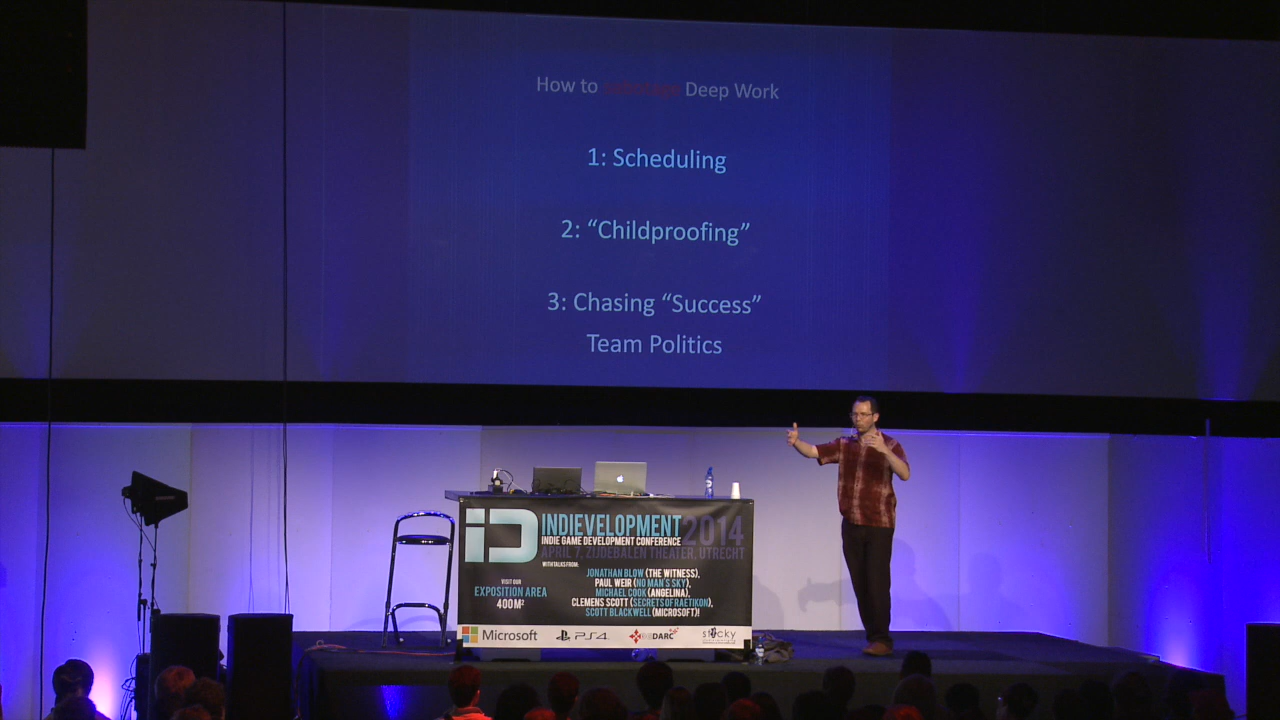 How to sabotage Deep Work
1: Scheduling
2: “Childproofing”
3: Chasing “Success”
Team Politics
iD INDIEVELOPMENT 2014
INDIE GAME DEVELOPMENT CONFERENCE
APRIL 7, ZIJDEBALEN THEATER, UTRECHT
WITH TALKS FROM:
JONATHAN BLOW (THE WITNESS),
PAUL WEIR (NO MAN'S SKY),
MICHAEL COOK (ANGELINA),
CLEMENS SCOTT (SECRETS OF RAETIKON),
SCOTT BLACKWELL (MICROSOFT)!
VISIT OUR
EXPOSITION AREA
400M²
Microsoft PS4